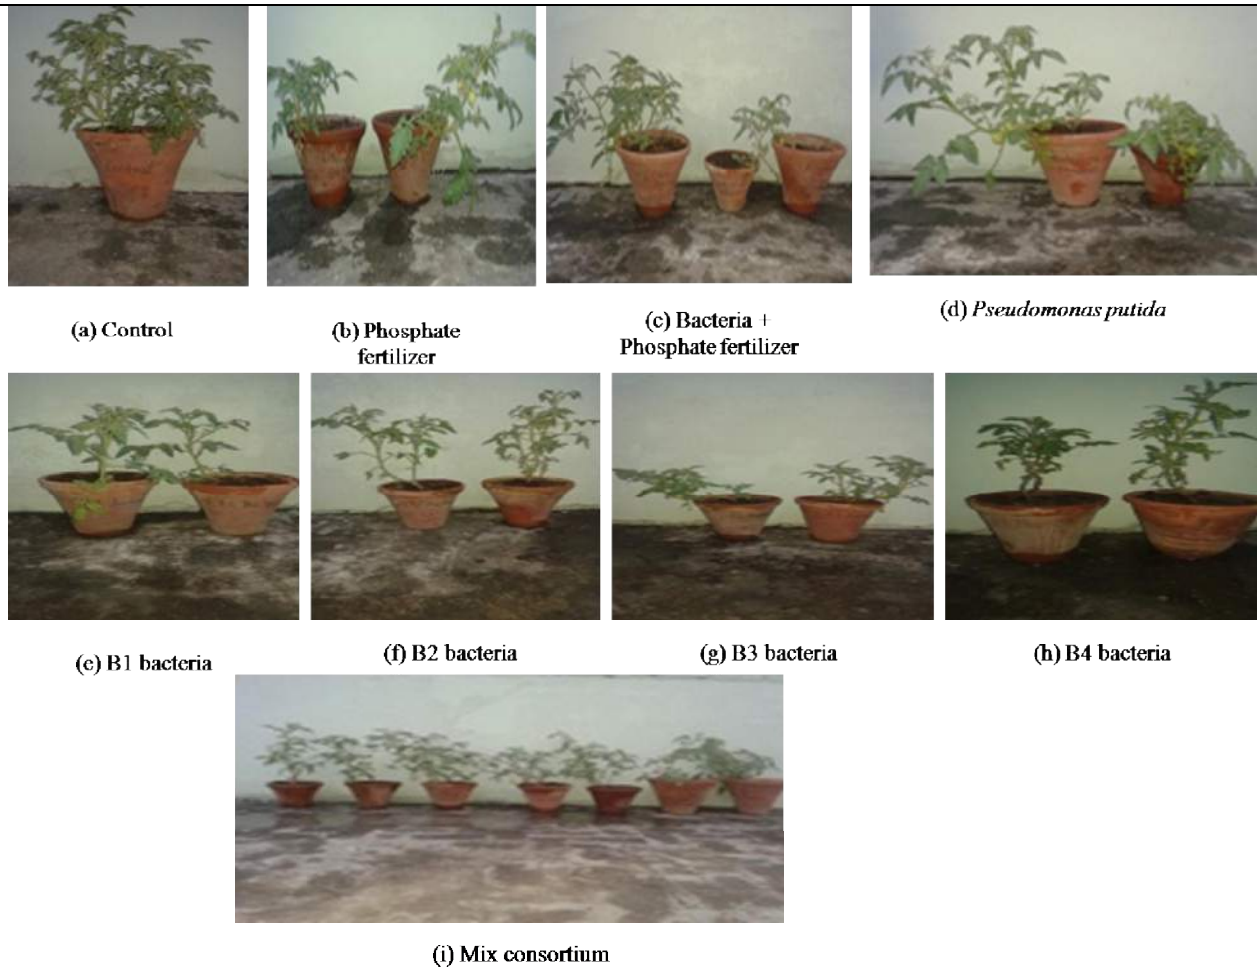 (a) Control
(b) Phosphate
fertilizer
(c) Bacteria +
Phosphate fertilizer
(d) Pseudomonas putida
(e) B1 bacteria
(f) B2 bacteria
(g) B3 bacteria
(h) B4 bacteria
(i) Mix consortium